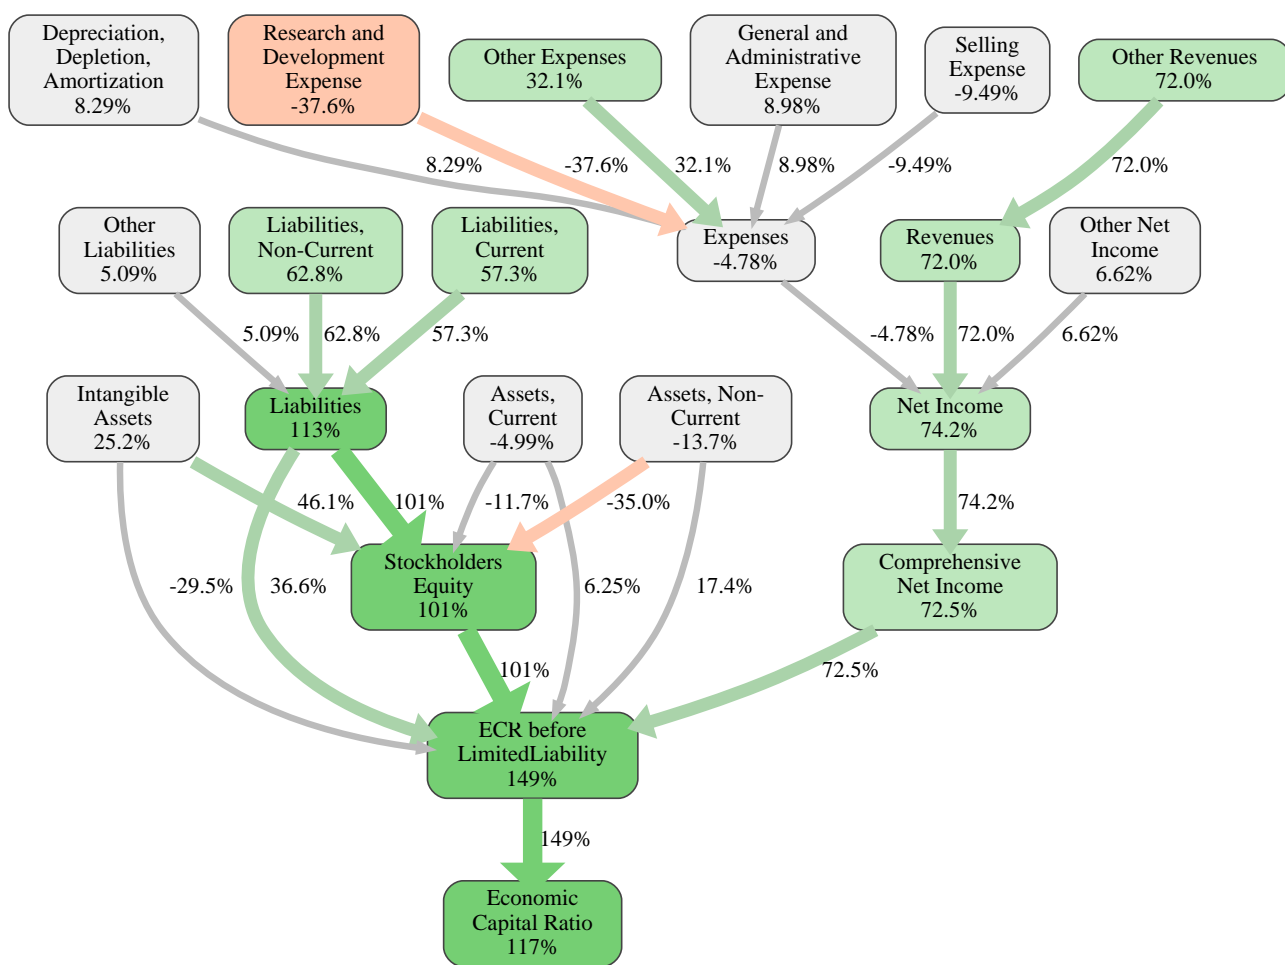 Depreciation,
Depletion,
Amortization
8.29%
Research and
Development
Expense
-37.6%
Other Expenses
32.1%
General and
Administrative
Expense
8.98%
Selling
Expense
-9.49%
Other Revenues
72.0%
8.29%
-37.6%
32.1%
8.98%
-9.49%
72.0%
Other
Liabilities
5.09%
Liabilities,
Non-Current
62.8%
Liabilities,
Current
57.3%
Expenses
-4.78%
Revenues
72.0%
Other Net
Income
6.62%
5.09%
62.8%
57.3%
-4.78%
72.0%
6.62%
Intangible
Assets
25.2%
Liabilities
113%
Assets,
Current
-4.99%
Assets, Non-
Current
-13.7%
Net Income
74.2%
46.1%
101%
-11.7%
-35.0%
74.2%
Stockholders
Equity
101%
Comprehensive
Net Income
72.5%
-29.5%
36.6%
6.25%
17.4%
101%
72.5%
ECR before
LimitedLiability
149%
149%
Economic
Capital Ratio
117%